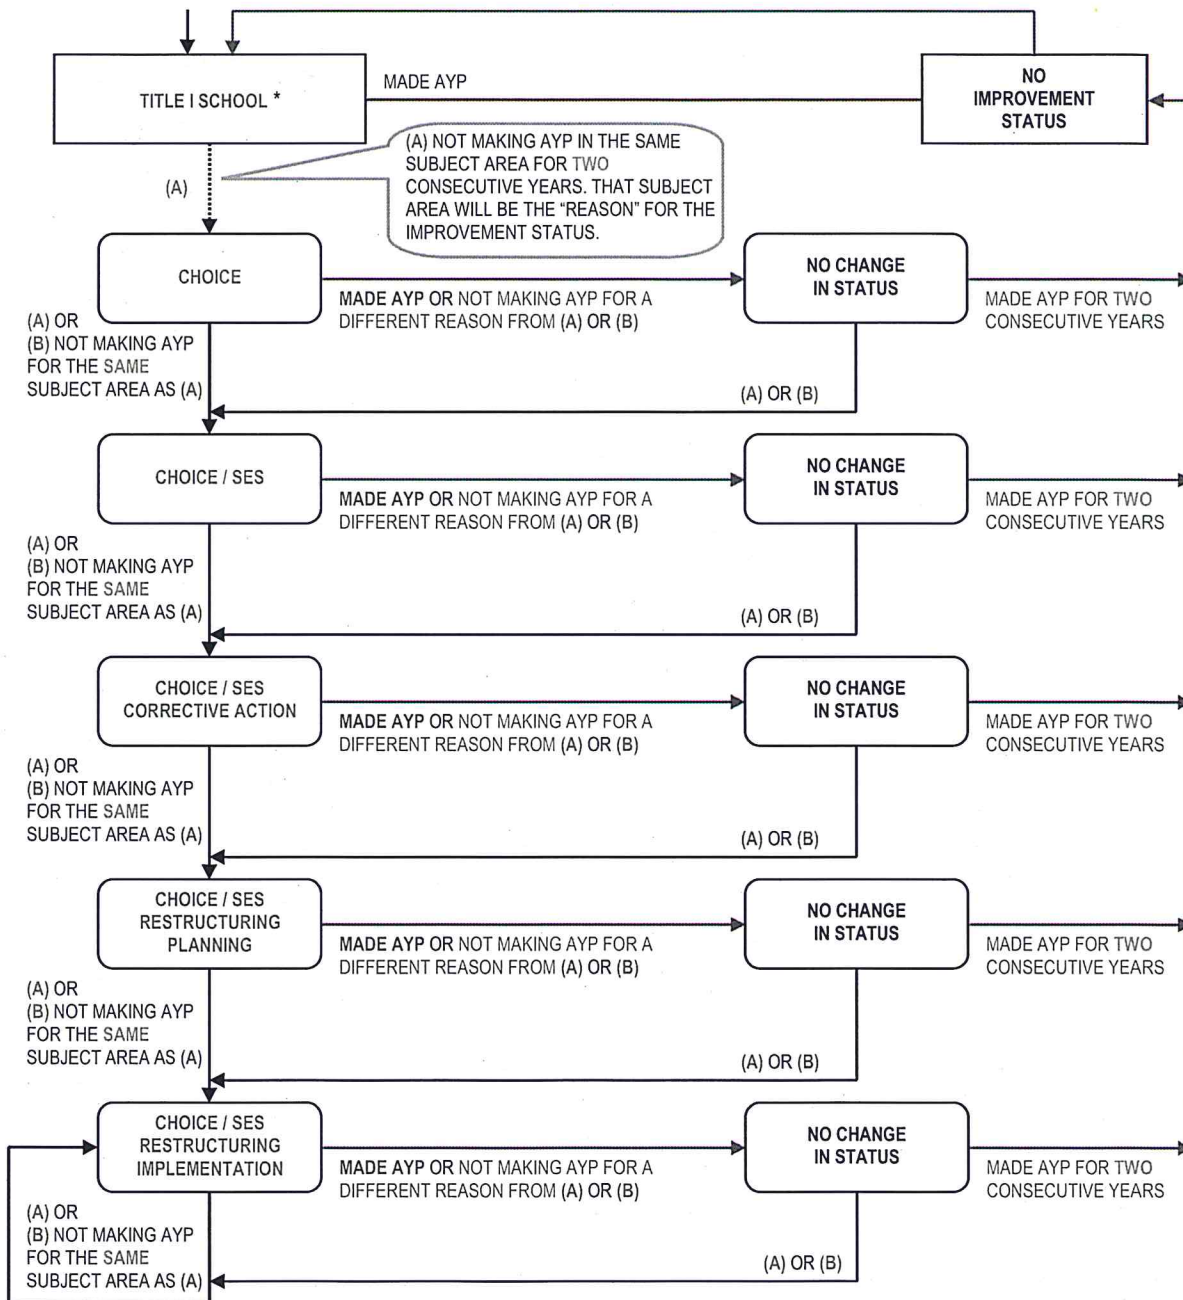 TITLE I SCHOOL *
MADE AYP
NO
IMPROVEMENT
STATUS
(A)
(A) NOT MAKING AYP IN THE SAME
SUBJECT AREA FOR TWO
CONSECUTIVE YEARS. THAT SUBJECT
AREA WILL BE THE “REASON” FOR THE
IMPROVEMENT STATUS.
CHOICE
MADE AYP OR NOT MAKING AYP FOR A
DIFFERENT REASON FROM (A) OR (B)
NO CHANGE
IN STATUS
MADE AYP FOR TWO
CONSECUTIVE YEARS
(A) OR
(B) NOT MAKING AYP
FOR THE SAME
SUBJECT AREA AS (A)
(A) OR (B)
CHOICE / SES
MADE AYP OR NOT MAKING AYP FOR A
DIFFERENT REASON FROM (A) OR (B)
NO CHANGE
IN STATUS
MADE AYP FOR TWO
CONSECUTIVE YEARS
(A) OR
(B) NOT MAKING AYP
FOR THE SAME
SUBJECT AREA AS (A)
(A) OR (B)
CHOICE / SES
CORRECTIVE ACTION
MADE AYP OR NOT MAKING AYP FOR A
DIFFERENT REASON FROM (A) OR (B)
NO CHANGE
IN STATUS
MADE AYP FOR TWO
CONSECUTIVE YEARS
(A) OR
(B) NOT MAKING AYP
FOR THE SAME
SUBJECT AREA AS (A)
(A) OR (B)
CHOICE / SES
RESTRUCTURING
PLANNING
MADE AYP OR NOT MAKING AYP FOR A
DIFFERENT REASON FROM (A) OR (B)
NO CHANGE
IN STATUS
MADE AYP FOR TWO
CONSECUTIVE YEARS
(A) OR
(B) NOT MAKING AYP
FOR THE SAME
SUBJECT AREA AS (A)
(A) OR (B)
CHOICE / SES
RESTRUCTURING
IMPLEMENTATION
MADE AYP OR NOT MAKING AYP FOR A
DIFFERENT REASON FROM (A) OR (B)
NO CHANGE
IN STATUS
MADE AYP FOR TWO
CONSECUTIVE YEARS
(A) OR
(B) NOT MAKING AYP
FOR THE SAME
SUBJECT AREA AS (A)
(A) OR (B)